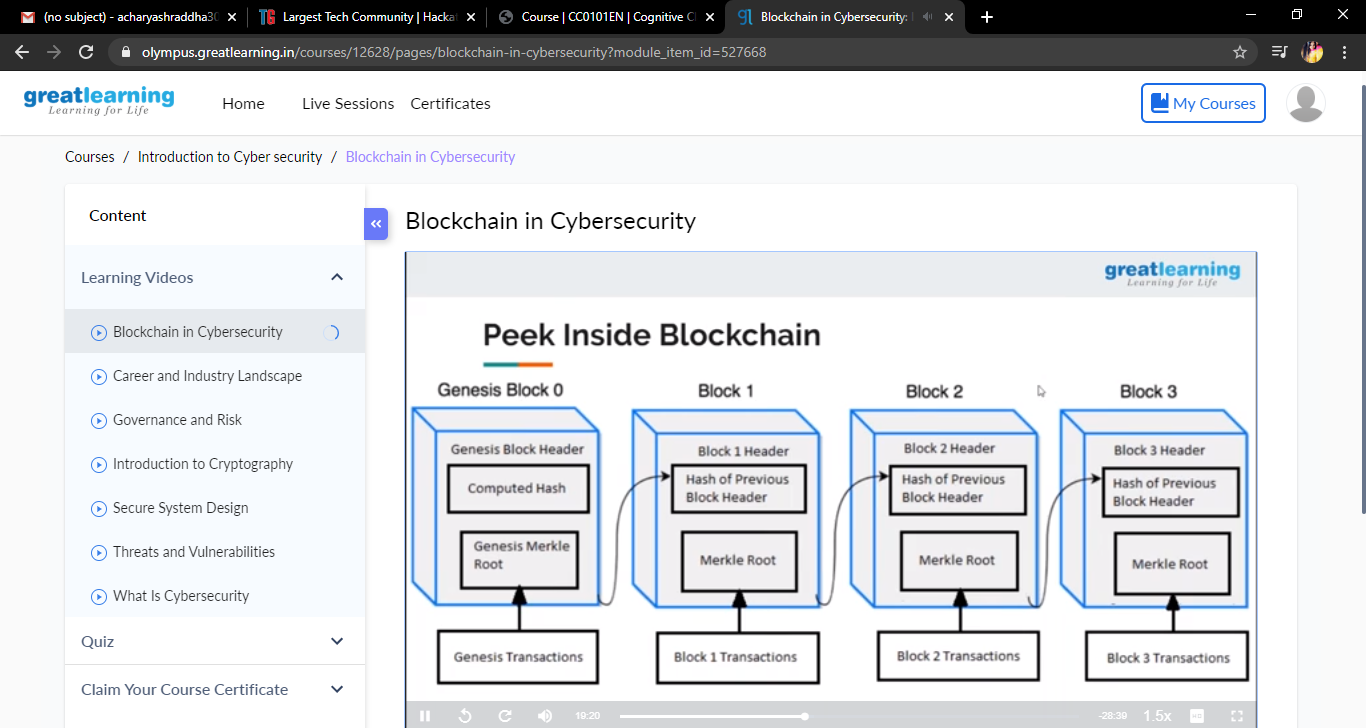 (no subject) - acharyashraddha30
Largest Tech Community | Hackat
Course | CC0101EN | Cognitive Cl
Blockchain in Cybersecurity:
olympus.greatlearning.in/courses/12628/pages/blockchain-in-cybersecurity?module_item_id=527668
greatlearning
Learning for Life
Home
Live Sessions
Certificates
My Courses
Courses / Introduction to Cyber security / Blockchain in Cybersecurity
Content
Learning Videos
Blockchain in Cybersecurity
Career and Industry Landscape
Governance and Risk
Introduction to Cryptography
Secure System Design
Threats and Vulnerabilities
What Is Cybersecurity
Quiz
Claim Your Course Certificate
Blockchain in Cybersecurity
greatlearning
Learning for Life
Peek Inside Blockchain
Genesis Block 0
Genesis Block Header
Computed Hash
Genesis Merkle
Root
Genesis Transactions
Block 1
Block 1 Header
Hash of Previous
Block Header
Merkle Root
Block 1 Transactions
Block 2
Block 2 Header
Hash of Previous
Block Header
Merkle Root
Block 2 Transactions
Block 3
Block 3 Header
Hash of Previous
Block Header
Merkle Root
Block 3 Transactions
19:20
-28:39
1.5x
HD